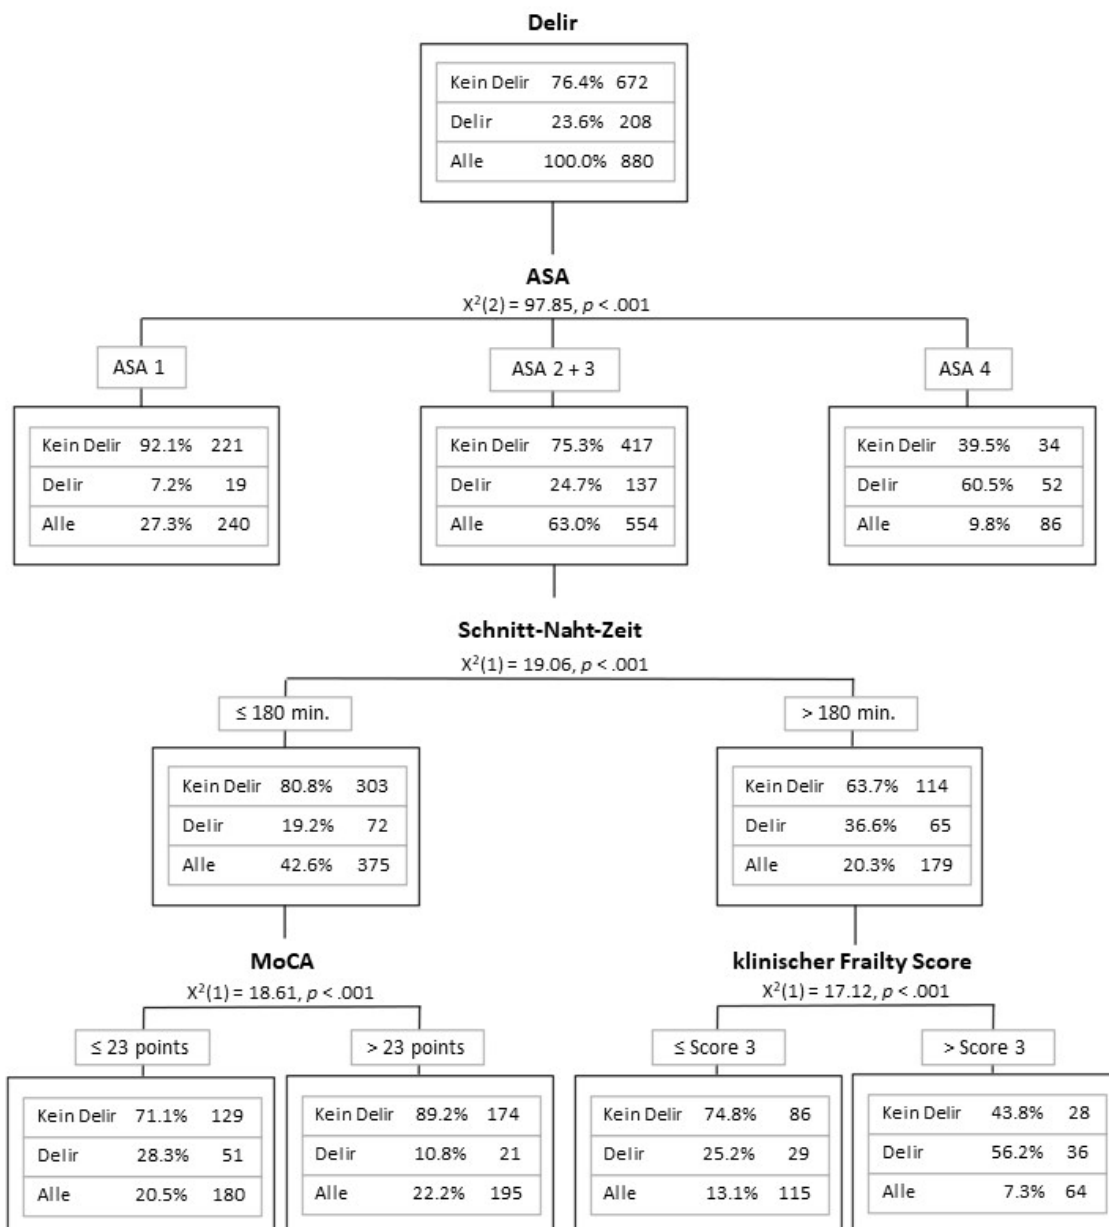 Delir
Kein Delir 76.4% 672
Delir 23.6% 208
Alle 100.0% 880
ASA
X²(2) = 97.85, p < .001
ASA 1
ASA 2 + 3
ASA 4
Kein Delir 92.1% 221
Delir 7.2% 19
Alle 27.3% 240
Kein Delir 75.3% 417
Delir 24.7% 137
Alle 63.0% 554
Kein Delir 39.5% 34
Delir 60.5% 52
Alle 9.8% 86
Schnitt-Naht-Zeit
X²(1) = 19.06, p < .001
≤ 180 min.
> 180 min.
Kein Delir 80.8% 303
Delir 19.2% 72
Alle 42.6% 375
Kein Delir 63.7% 114
Delir 36.6% 65
Alle 20.3% 179
MoCA
X²(1) = 18.61, p < .001
klinischer Frailty Score
X²(1) = 17.12, p < .001
≤ 23 points
> 23 points
≤ Score 3
> Score 3
Kein Delir 71.1% 129
Delir 28.3% 51
Alle 20.5% 180
Kein Delir 89.2% 174
Delir 10.8% 21
Alle 22.2% 195
Kein Delir 74.8% 86
Delir 25.2% 29
Alle 13.1% 115
Kein Delir 43.8% 28
Delir 56.2% 36
Alle 7.3% 64